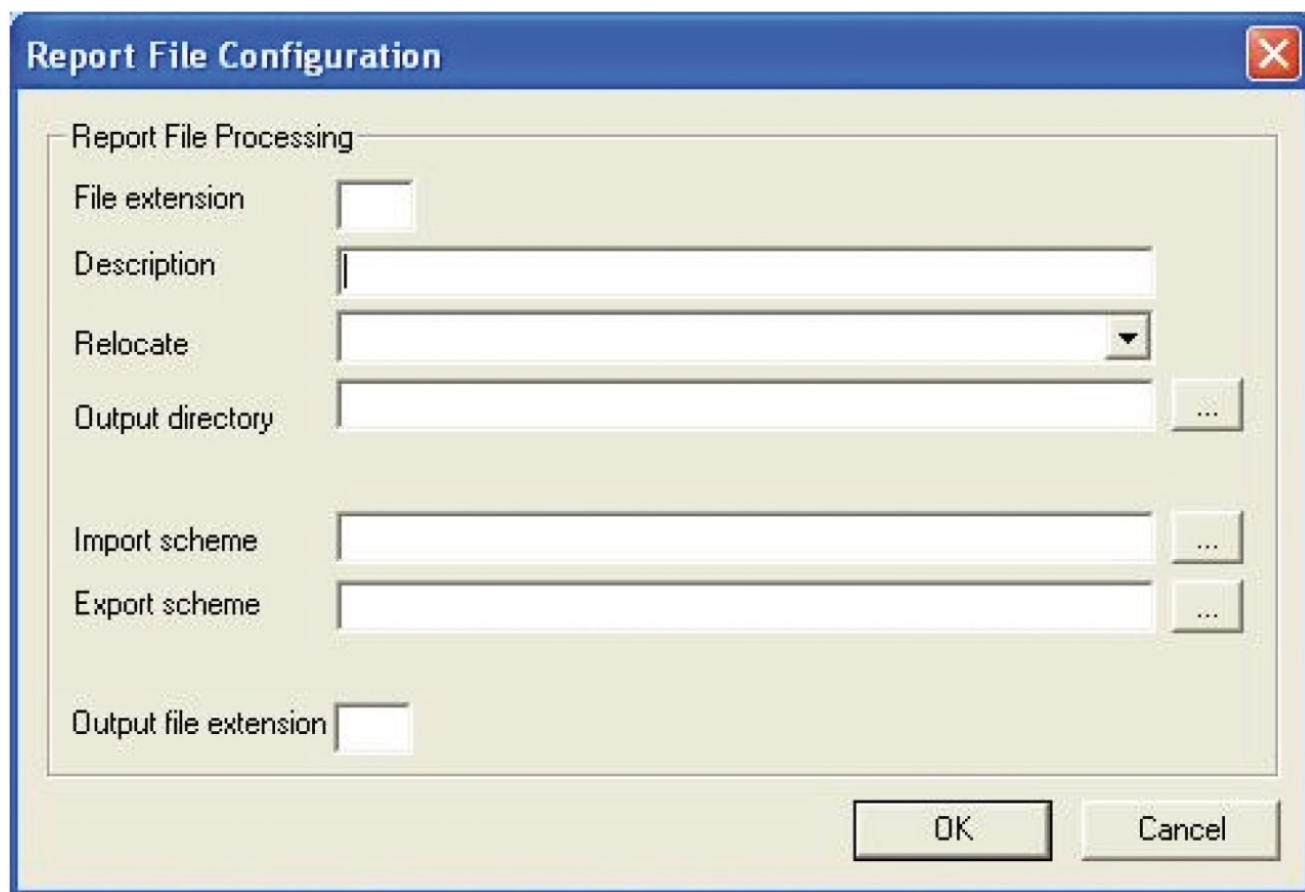 Report File Configuration
Report File Processing
File extension
Description
Relocate
Output directory
...
Import scheme
...
Export scheme
...
Output file extension
OK
Cancel